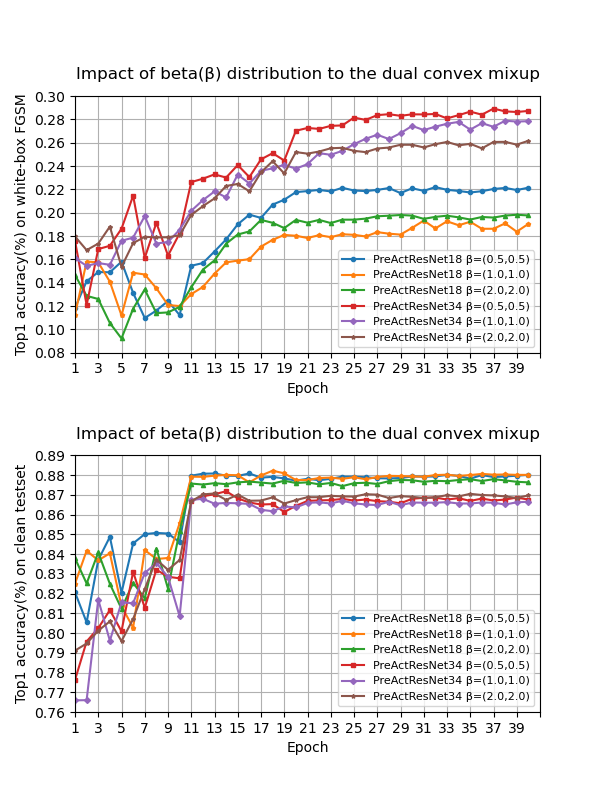 Impact of beta(β) distribution to the dual convex mixup
Top1 accuracy(%) on white-box FGSM
0.30
0.28
0.26
0.24
0.22
0.20
0.18
0.16
0.14
0.12
0.10
0.08
PreActResNet18 β=(0.5,0.5)
PreActResNet18 β=(1.0,1.0)
PreActResNet18 β=(2.0,2.0)
PreActResNet34 β=(0.5,0.5)
PreActResNet34 β=(1.0,1.0)
PreActResNet34 β=(2.0,2.0)
1 3 5 7 9 11 13 15 17 19 21 23 25 27 29 31 33 35 37 39
Epoch
Impact of beta(β) distribution to the dual convex mixup
Top1 accuracy(%) on clean testset
0.89
0.88
0.87
0.86
0.85
0.84
0.83
0.82
0.81
0.80
0.79
0.78
0.77
0.76
PreActResNet18 β=(0.5,0.5)
PreActResNet18 β=(1.0,1.0)
PreActResNet18 β=(2.0,2.0)
PreActResNet34 β=(0.5,0.5)
PreActResNet34 β=(1.0,1.0)
PreActResNet34 β=(2.0,2.0)
1 3 5 7 9 11 13 15 17 19 21 23 25 27 29 31 33 35 37 39
Epoch